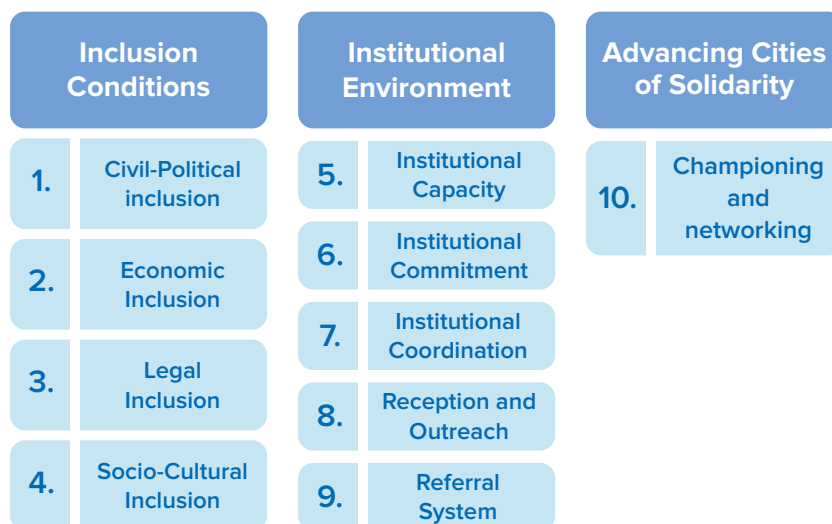 Inclusion
Conditions
1.
Civil-Political
inclusion
2.
Economic
Inclusion
3.
Legal
Inclusion
4.
Socio-Cultural
Inclusion
Institutional
Environment
5.
Institutional
Capacity
6.
Institutional
Commitment
7.
Institutional
Coordination
8.
Reception and
Outreach
9.
Referral
System
Advancing Cities
of Solidarity
10.
Championing
and
networking